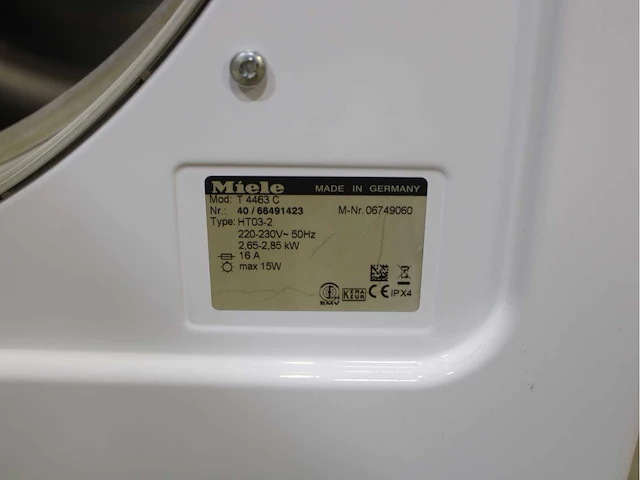 Miele MADE IN GERMANY
Mod: T 4463 C
Nr.: 40 / 66491423 M-Nr. 06749060
Type: HT03-2
220-230V~ 50Hz
2,65-2,85 kW
16 A
max 15W
EMV KEMA KEUR CE IPX4